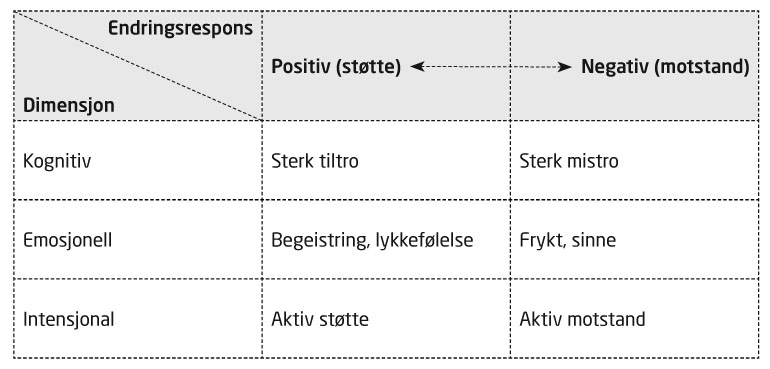 Endringsrespons
Positiv (støtte) Negativ (motstand)
Dimensjon
Kognitiv Sterk tiltro Sterk mistro
Emosjonell Begeistring, lykkefølelse Frykt, sinne
Intensjonal Aktiv støtte Aktiv motstand